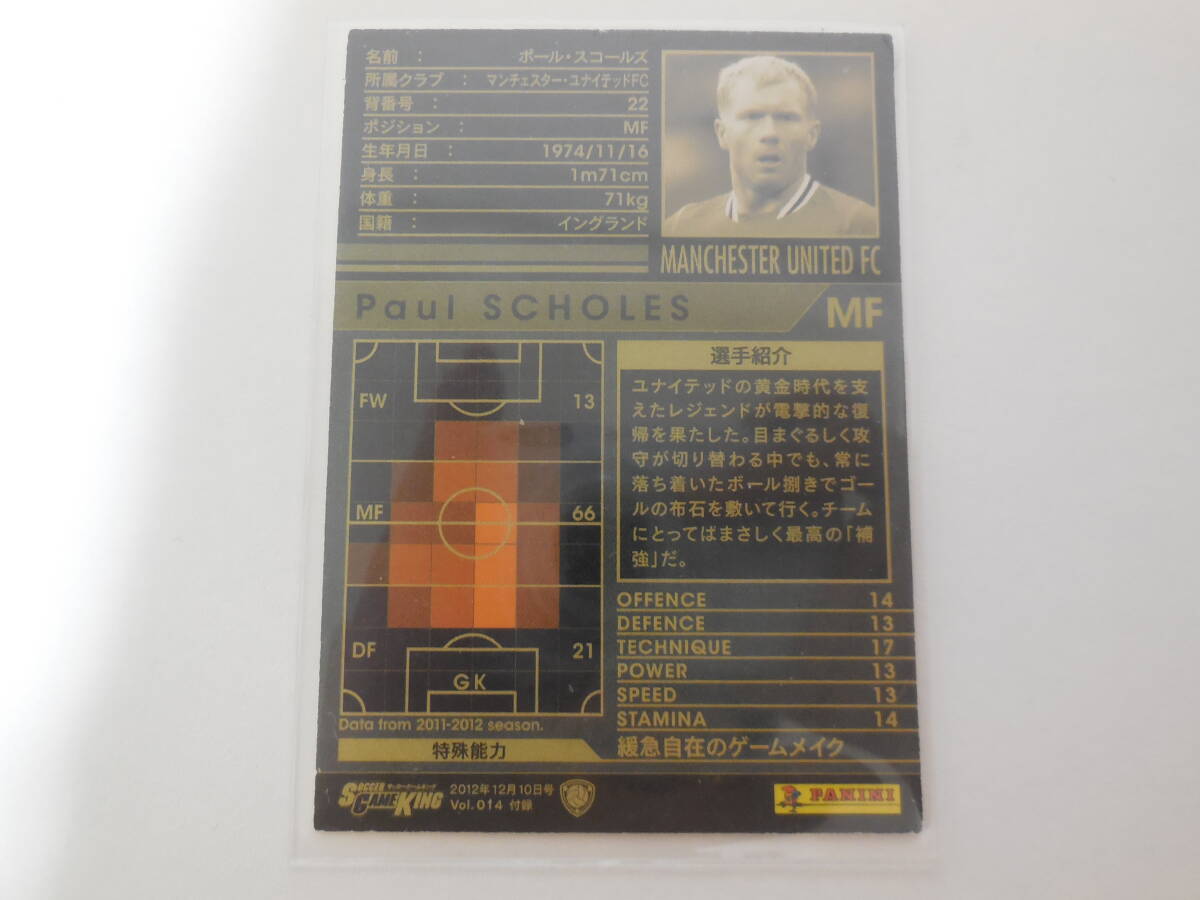 名前 : ポール・スコールズ
所属クラブ : マンチェスター・ユナイテッドFC
背番号 : 22
ポジション : MF
生年月日 : 1974/11/16
身長 : 1m71cm
体重 : 71kg
国籍 : イングランド
MANCHESTER UNITED FC
Paul SCHOLES MF
FW 13
MF 66
DF 21
GK
Data from 2011-2012 season.
選手紹介
ユナイテッドの黄金時代を支
えたレジェンドが電撃的な復
帰を果たした。目まぐるしく攻
守が切り替わる中でも、常に
落ち着いたボール捌きでゴー
ルの布石を敷いて行く。チーム
にとってはまさしく最高の「補
強」だ。
OFFENCE 14
DEFENCE 13
TECHNIQUE 17
POWER 13
SPEED 13
STAMINA 14
特殊能力 緩急自在のゲームメイク
サッカーゲームキング
SOCCER GAME KING
2012年12月10日号
Vol.014 付録
PANINI